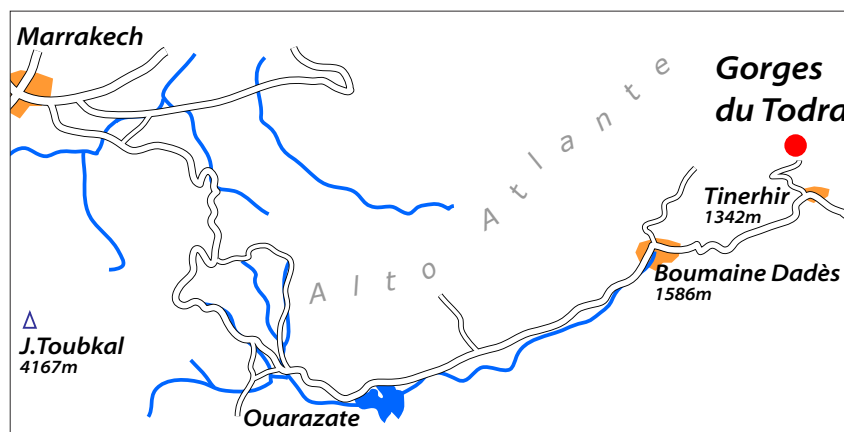 Marrakech
Gorges
du Todra
Alto Atlante
Tinerhir
1342m
Boumaine Dadès
1586m
J.Toubkal
4167m
Ouarazate